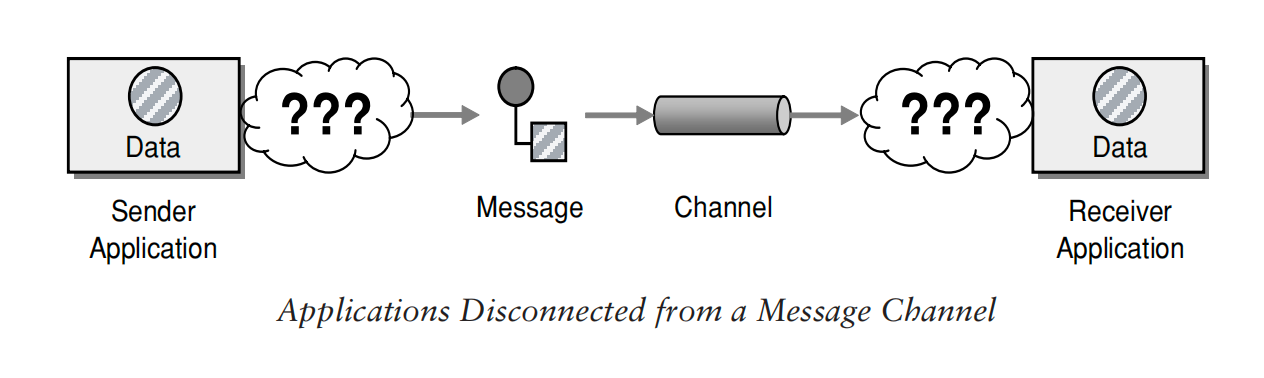 ???
???
Data
Data
Message
Channel
Sender
Application
Receiver
Application
Applications Disconnected from a Message Channel